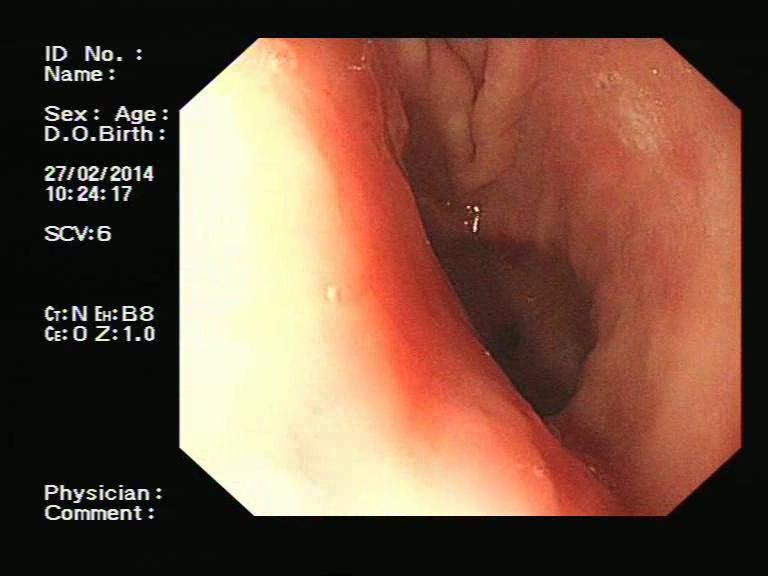 ID No. :
Name:
Sex: Age:
D.O.Birth:
27/02/2014
10:24:17
SCV:6
CT:N EH:B8
CE:0 Z:1.0
Physician:
Comment: